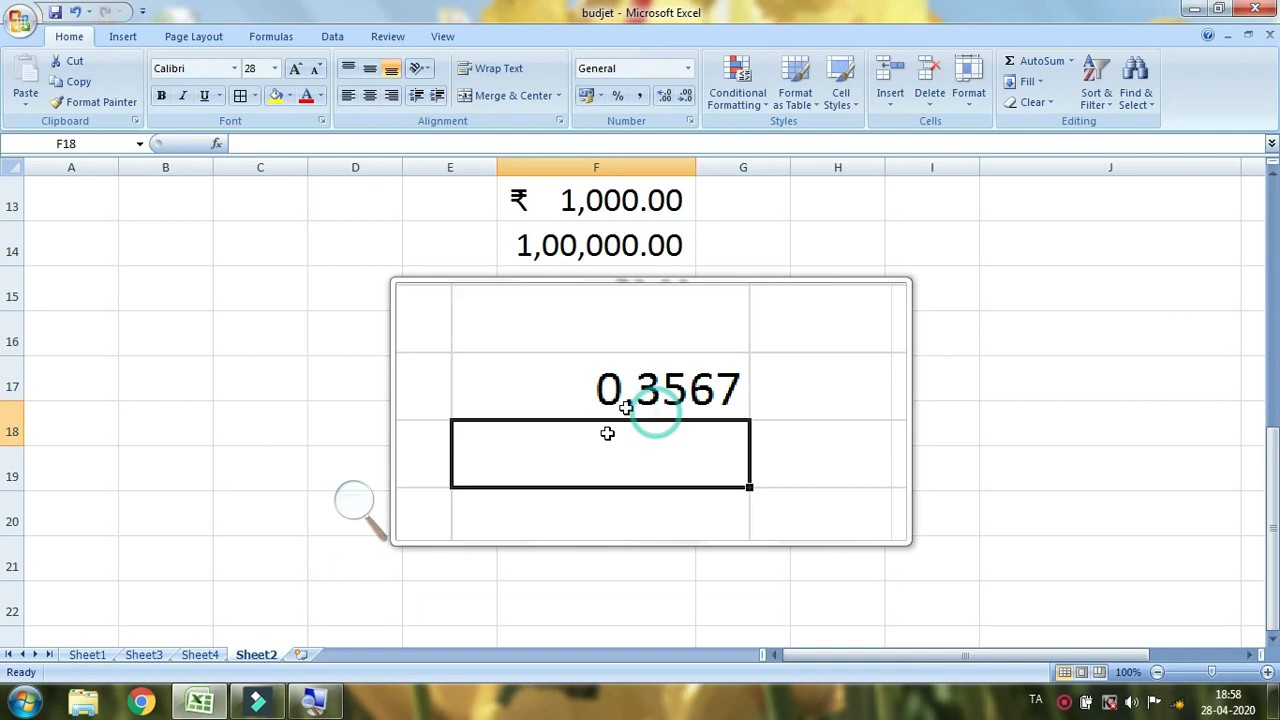 budjet - Microsoft Excel
Home Insert Page Layout Formulas Data Review View
Paste
Cut
Copy
Format Painter
Clipboard
Calibri 28
B I U
Font
Wrap Text
Merge & Center
Alignment
General
% ,
Number
Conditional Formatting
Format as Table
Cell Styles
Styles
Insert Delete Format
Cells
Σ AutoSum
Fill
Clear
Sort & Filter
Find & Select
Editing
F18 fx
A B C D E F G H I J
13 ₹ 1,000.00
14 1,00,000.00
15
16
17 0.3567
18
19
20
21
22
Sheet1 Sheet3 Sheet4 Sheet2
Ready 100%
TA 18:58
28-04-2020